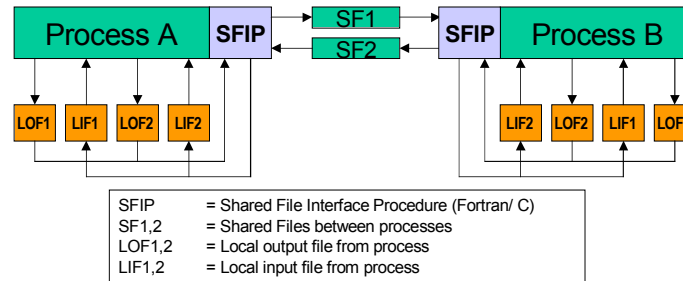 Process A SFIP SF1 SFIP Process B
SF2
LOF1 LIF1 LOF2 LIF2 LIF2 LOF2 LIF1 LOF
SFIP = Shared File Interface Procedure (Fortran/ C)
SF1,2 = Shared Files between processes
LOF1,2 = Local output file from process
LIF1,2 = Local input file from process